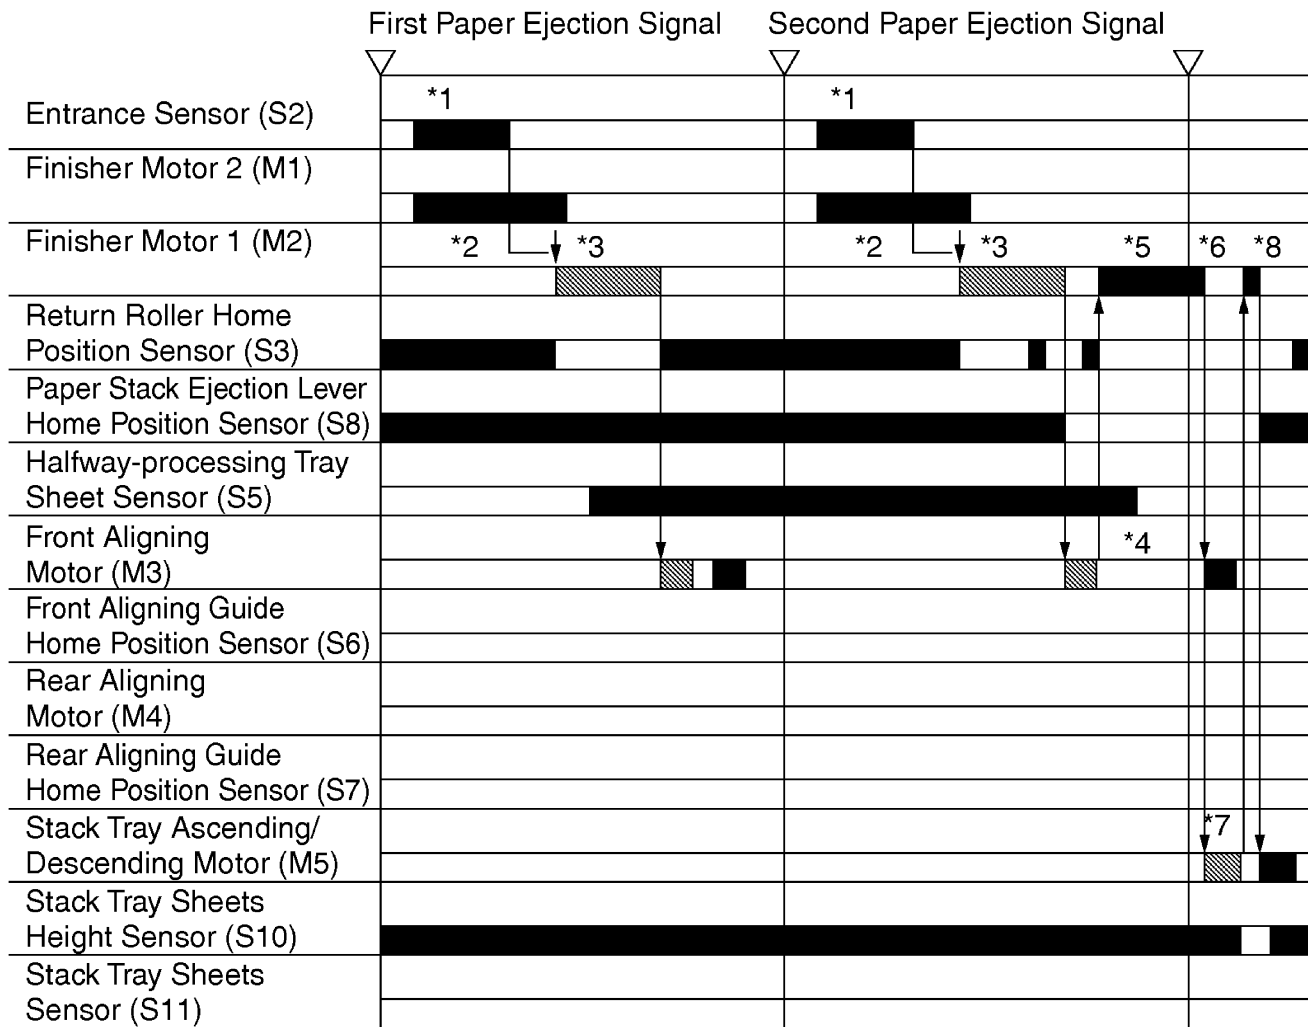 First Paper Ejection Signal Second Paper Ejection Signal
*1 *1
Entrance Sensor (S2)
Finisher Motor 2 (M1)
Finisher Motor 1 (M2)
*2 *3 *2 *3 *5 *6 *8
Return Roller Home
Position Sensor (S3)
Paper Stack Ejection Lever
Home Position Sensor (S8)
Halfway-processing Tray
Sheet Sensor (S5)
Front Aligning
*4
Motor (M3)
Front Aligning Guide
Home Position Sensor (S6)
Rear Aligning
Motor (M4)
Rear Aligning Guide
Home Position Sensor (S7)
Stack Tray Ascending/
*7
Descending Motor (M5)
Stack Tray Sheets
Height Sensor (S10)
Stack Tray Sheets
Sensor (S11)